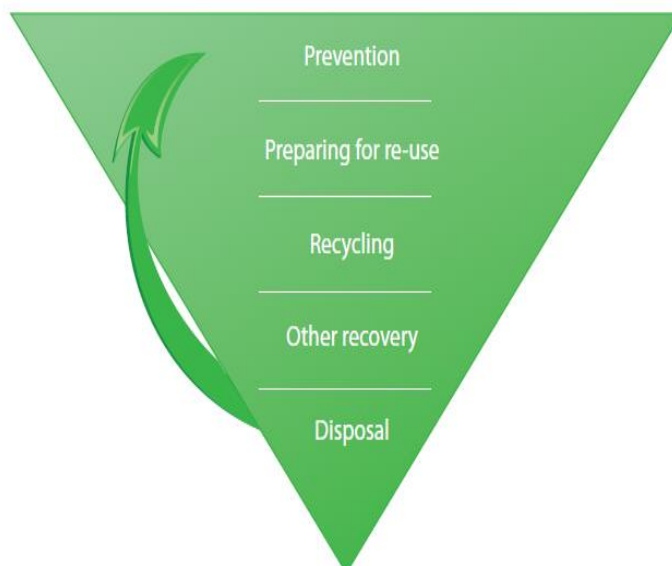 Prevention
Preparing for re-use
Recycling
Other recovery
Disposal